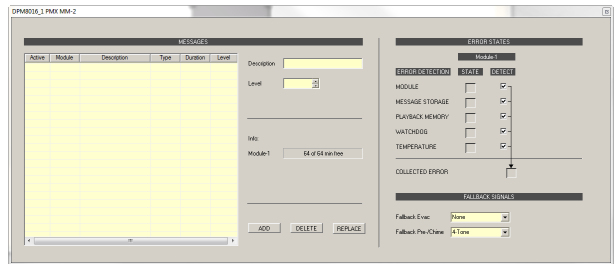 DPM8016_1 PMX MM-2
MESSAGES
Active Module Description Type Duration Level
Description
Level
Info:
Module-1 64 of 64 min free
ADD DELETE REPLACE
ERROR STATES
Module-1
ERROR DETECTION STATE DETECT
MODULE
MESSAGE STORAGE
PLAYBACK MEMORY
WATCHDOG
TEMPERATURE
COLLECTED ERROR
FALLBACK SIGNALS
Fallback Evac None
Fallback Pre-/Chime 4-Tone